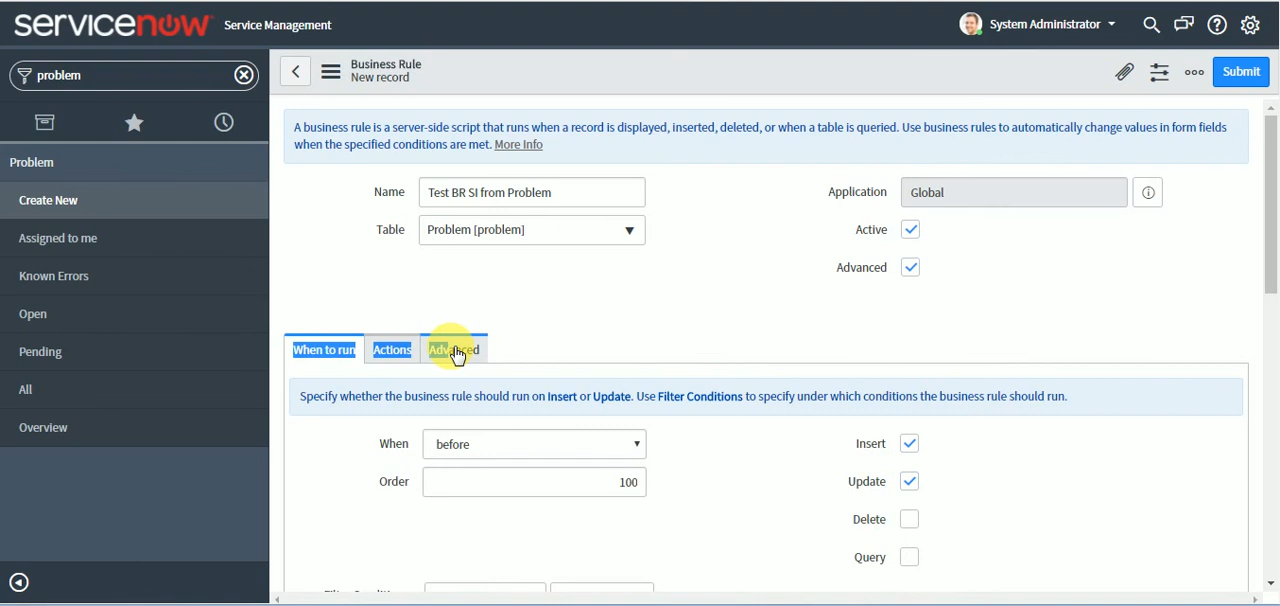 servicenow Service Management
System Administrator
problem
Business Rule
New record
Submit
A business rule is a server-side script that runs when a record is displayed, inserted, deleted, or when a table is queried. Use business rules to automatically change values in form fields
when the specified conditions are met. More Info
Problem
Create New
Assigned to me
Known Errors
Open
Pending
All
Overview
Name Test BR SI from Problem
Application Global
Table Problem [problem]
Active
Advanced
When to run Actions Advanced
Specify whether the business rule should run on Insert or Update. Use Filter Conditions to specify under which conditions the business rule should run.
When before
Insert
Order 100
Update
Delete
Query